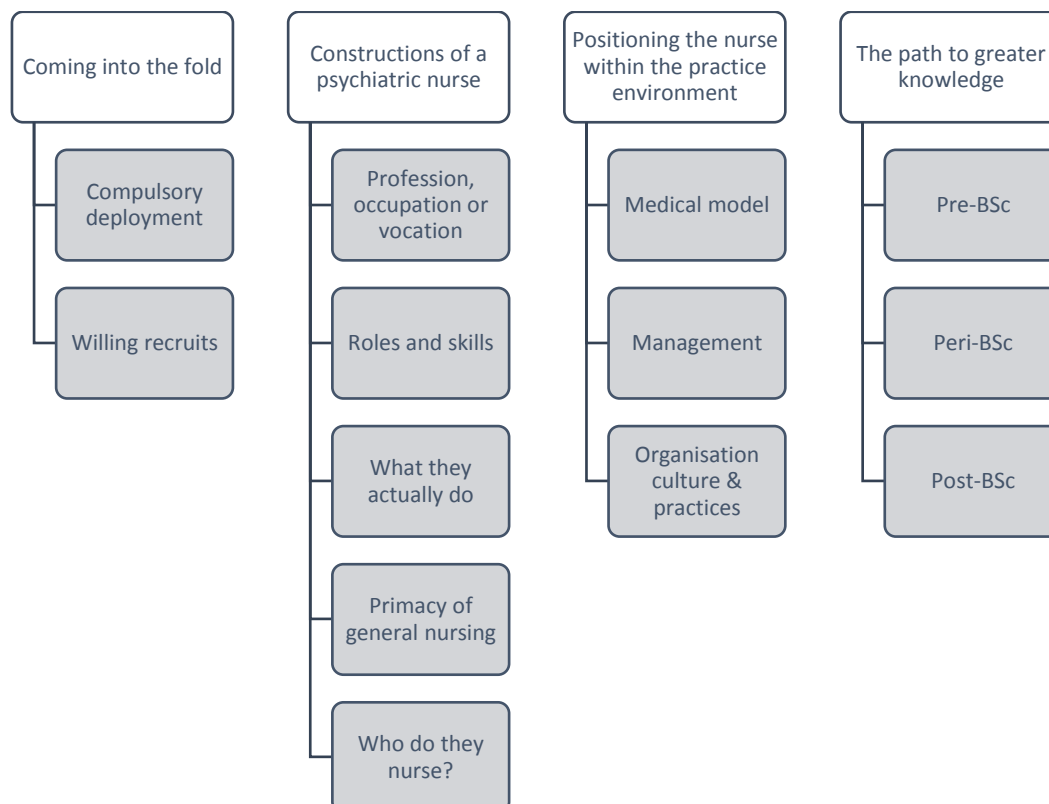 Coming into the fold
Compulsory
deployment
Willing recruits
Constructions of a
psychiatric nurse
Profession,
occupation or
vocation
Roles and skills
What they
actually do
Primacy of
general nursing
Who do they
nurse?
Positioning the nurse
within the practice
environment
Medical model
Management
Organisation
culture &
practices
The path to greater
knowledge
Pre-BSc
Peri-BSc
Post-BSc